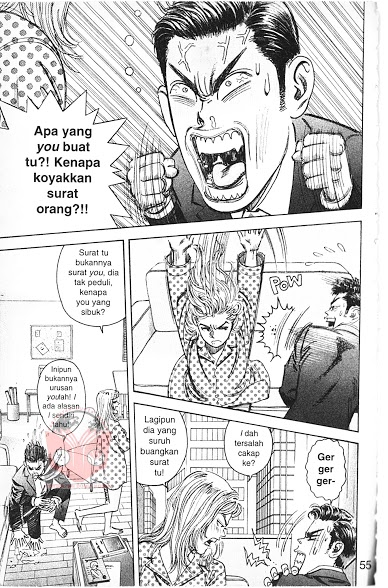 Apa yang
you buat
tu?! Kenapa
koyakkan
surat
orang?!!
POW
Surat tu
bukannya
surat you, dia
tak peduli,
kenapa
you yang
sibuk?
Inipun
bukannya
urusan
youlah! I
ada alasan
I sendiri
tahu!
Ger
ger
ger-
I dah
tersalah
cakap
ke?
Lagipun
dia yang
suruh
buangkan
surat
tu!
55